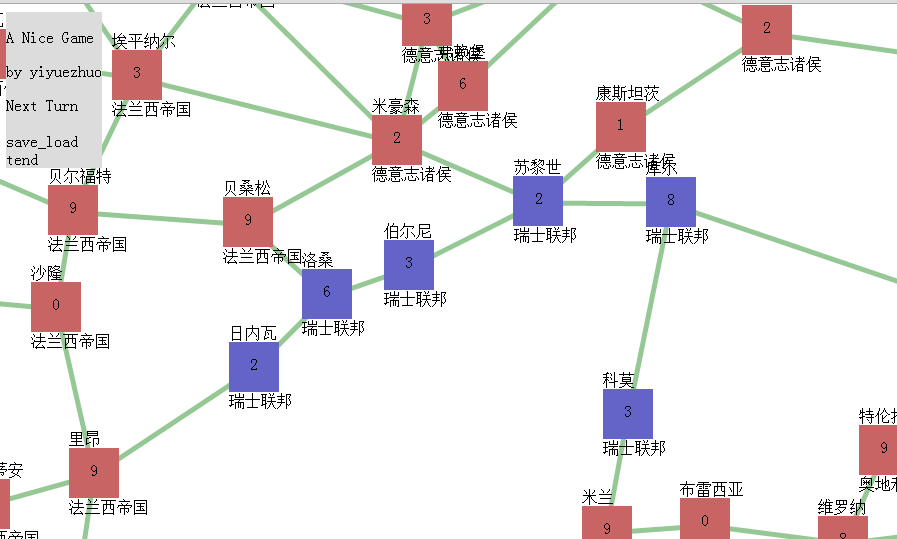 法兰西帝国
A Nice Game
by yiyuezhuo
Next Turn
save_load
tend
埃平纳尔
3
法兰西帝国
3
德意志诸侯
6
德意志诸侯
2
德意志诸侯
米豪森
2
德意志诸侯
康斯坦茨
1
德意志诸侯
苏黎世
2
瑞士联邦
库尔
8
瑞士联邦
贝尔福特
9
法兰西帝国
贝桑松
9
法兰西帝国
伯尔尼
3
瑞士联邦
洛桑
6
瑞士联邦
沙隆
0
法兰西帝国
日内瓦
2
瑞士联邦
科莫
3
瑞士联邦
里昂
9
法兰西帝国
特伦
9
奥地
米兰
9
布雷西亚
0
维罗纳
8